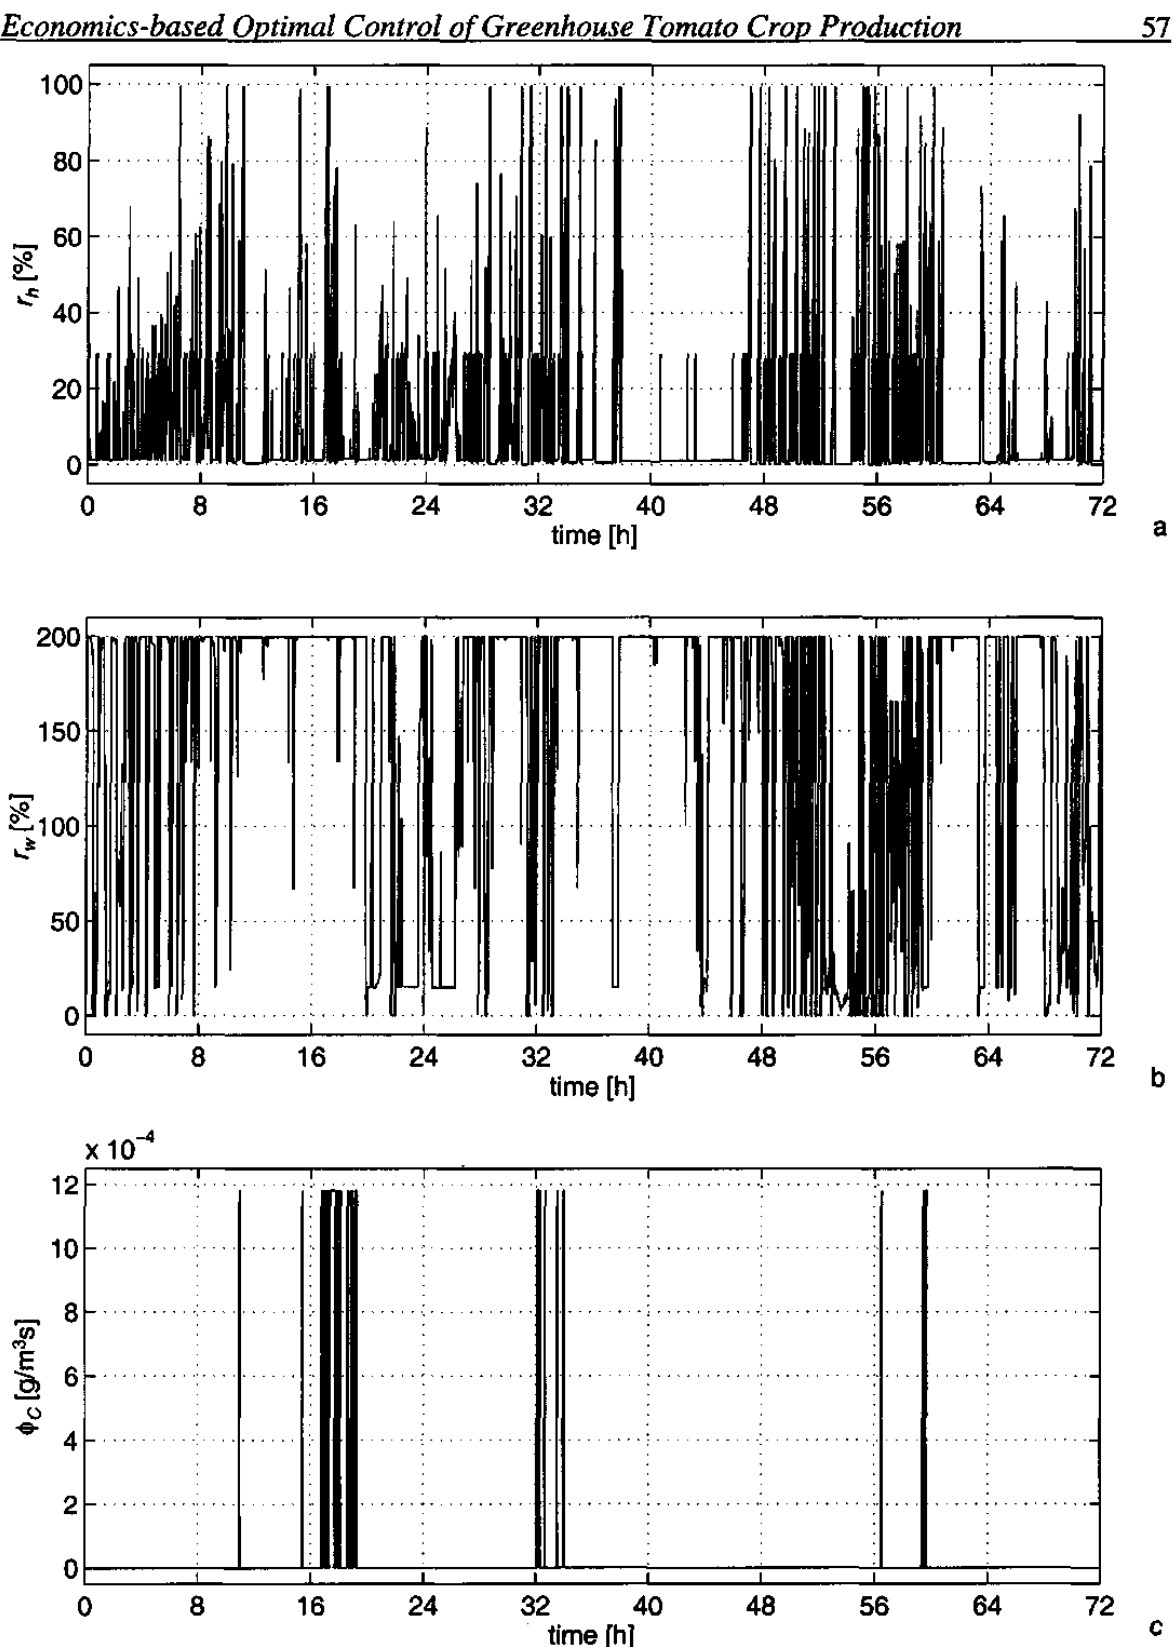 Economics-based Optimal Control of Greenhouse Tomato Crop Production 57
100
80
60
40
20
0
r_h [%]
0 8 16 24 32 40 48 56 64 72
time [h]
a
200
150
100
50
0
r_w [%]
0 8 16 24 32 40 48 56 64 72
time [h]
b
x 10⁻⁴
12
10
8
6
4
2
0
ϕ_C [g/m³s]
0 8 16 24 32 40 48 56 64 72
time [h]
c